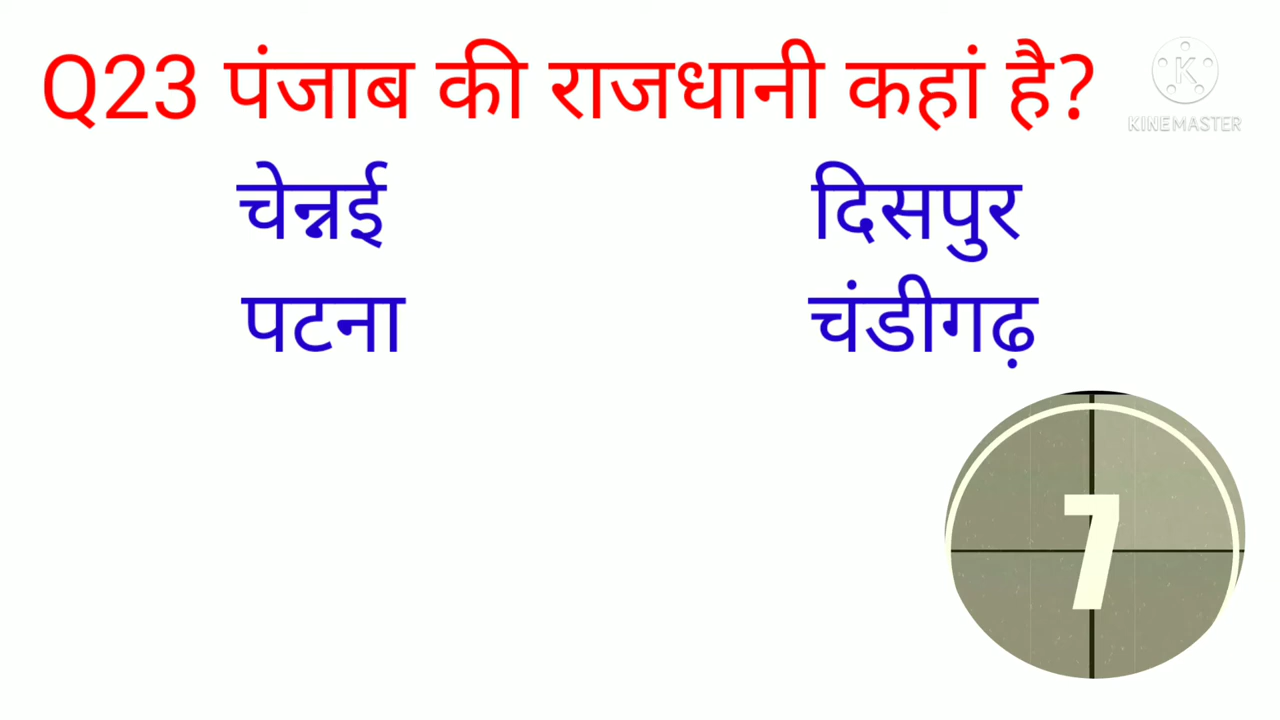 Q23 पंजाब की राजधानी कहां है?
K
KINEMASTER
चेन्नई दिसपुर
पटना चंडीगढ़
7